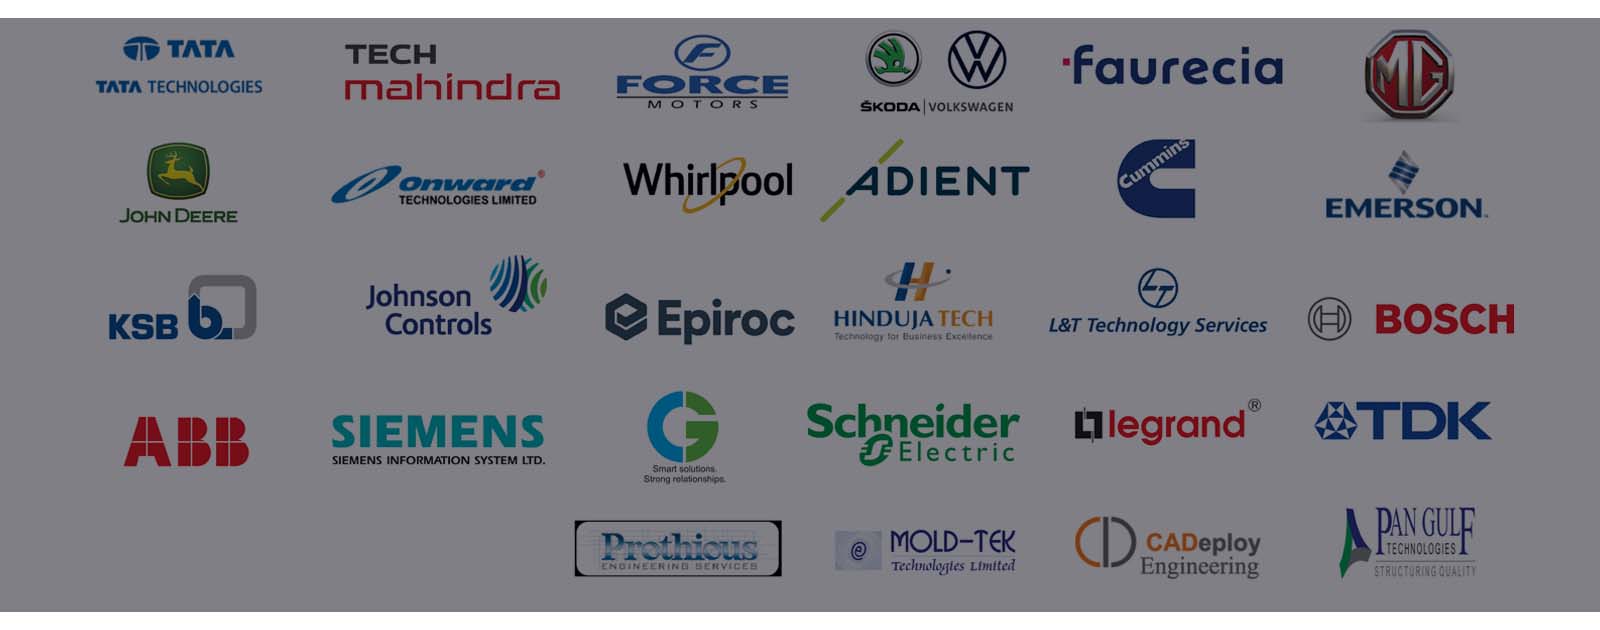 TATA
TATA TECHNOLOGIES
TECH
mahindra
F
FORCE
MOTORS
ŠKODA | VOLKSWAGEN
faurecia
MG
JOHN DEERE
Onward®
TECHNOLOGIES LIMITED
Whirlpool
ADIENT
Cummins
EMERSON
KSB b.
Johnson
Controls
Epiroc
H
HINDUJA TECH
Technology for Business Excellence
LT
L&T Technology Services
BOSCH
ABB
SIEMENS
SIEMENS INFORMATION SYSTEM LTD.
CG
Smart solutions.
Strong relationships.
Schneider
Electric
legrand®
TDK
Prothious
ENGINEERING SERVICES
@ MOLD-TEK
Technologies Limited
CADeploy
Engineering
PAN GULF
TECHNOLOGIES
STRUCTURING QUALITY